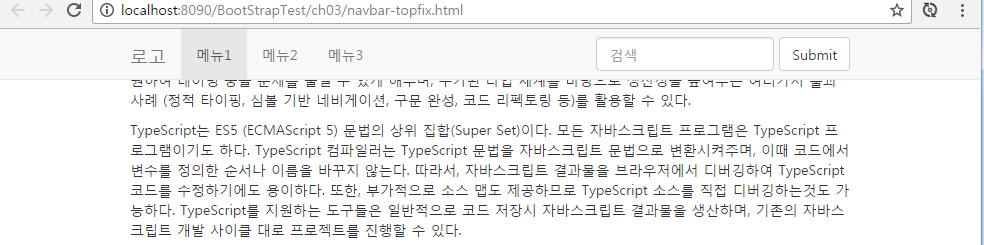 localhost:8090/BootStrapTest/ch03/navbar-topfix.html
로고 메뉴1 메뉴2 메뉴3 검색 Submit
사례 (정적 타이핑, 심볼 기반 네비게이션, 구문 완성, 코드 리팩토링 등)를 활용할 수 있다.
TypeScript는 ES5 (ECMAScript 5) 문법의 상위 집합(Super Set)이다. 모든 자바스크립트 프로그램은 TypeScript 프
로그램이기도 하다. TypeScript 컴파일러는 TypeScript 문법을 자바스크립트 문법으로 변환시켜주며, 이때 코드에서
변수를 정의한 순서나 이름을 바꾸지 않는다. 따라서, 자바스크립트 결과물을 브라우저에서 디버깅하여 TypeScript
코드를 수정하기에도 용이하다. 또한, 부가적으로 소스 맵도 제공하므로 TypeScript 소스를 직접 디버깅하는것도 가
능하다. TypeScript를 지원하는 도구들은 일반적으로 코드 저장시 자바스크립트 결과물을 생산하며, 기존의 자바스
크립트 개발 사이클 대로 프로젝트를 진행할 수 있다.